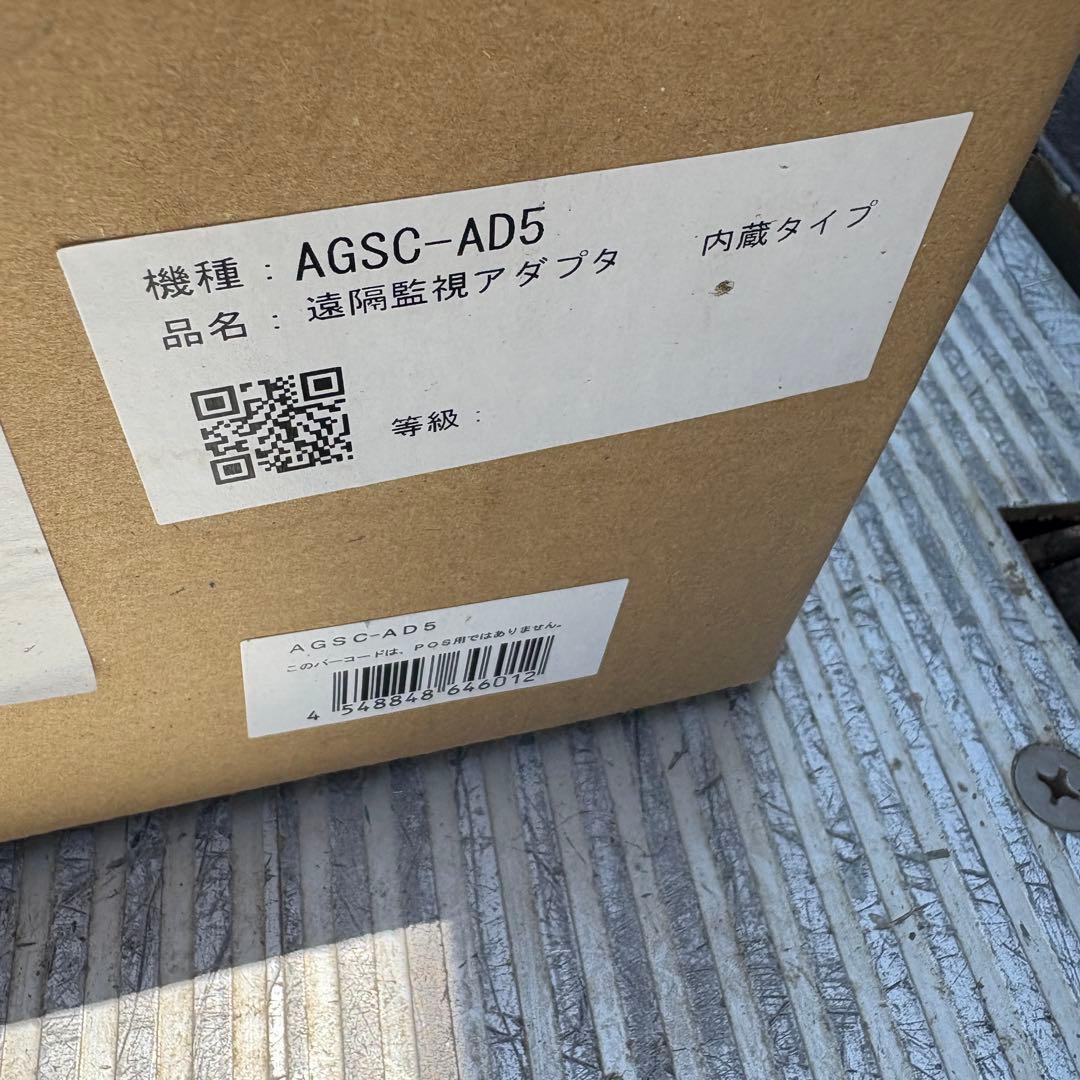 機種：AGSC-AD5
品名：遠隔監視アダプタ　内蔵タイプ
等級：
AGSC-AD5
このバーコードは、POS用ではありません。
4 548848 646012